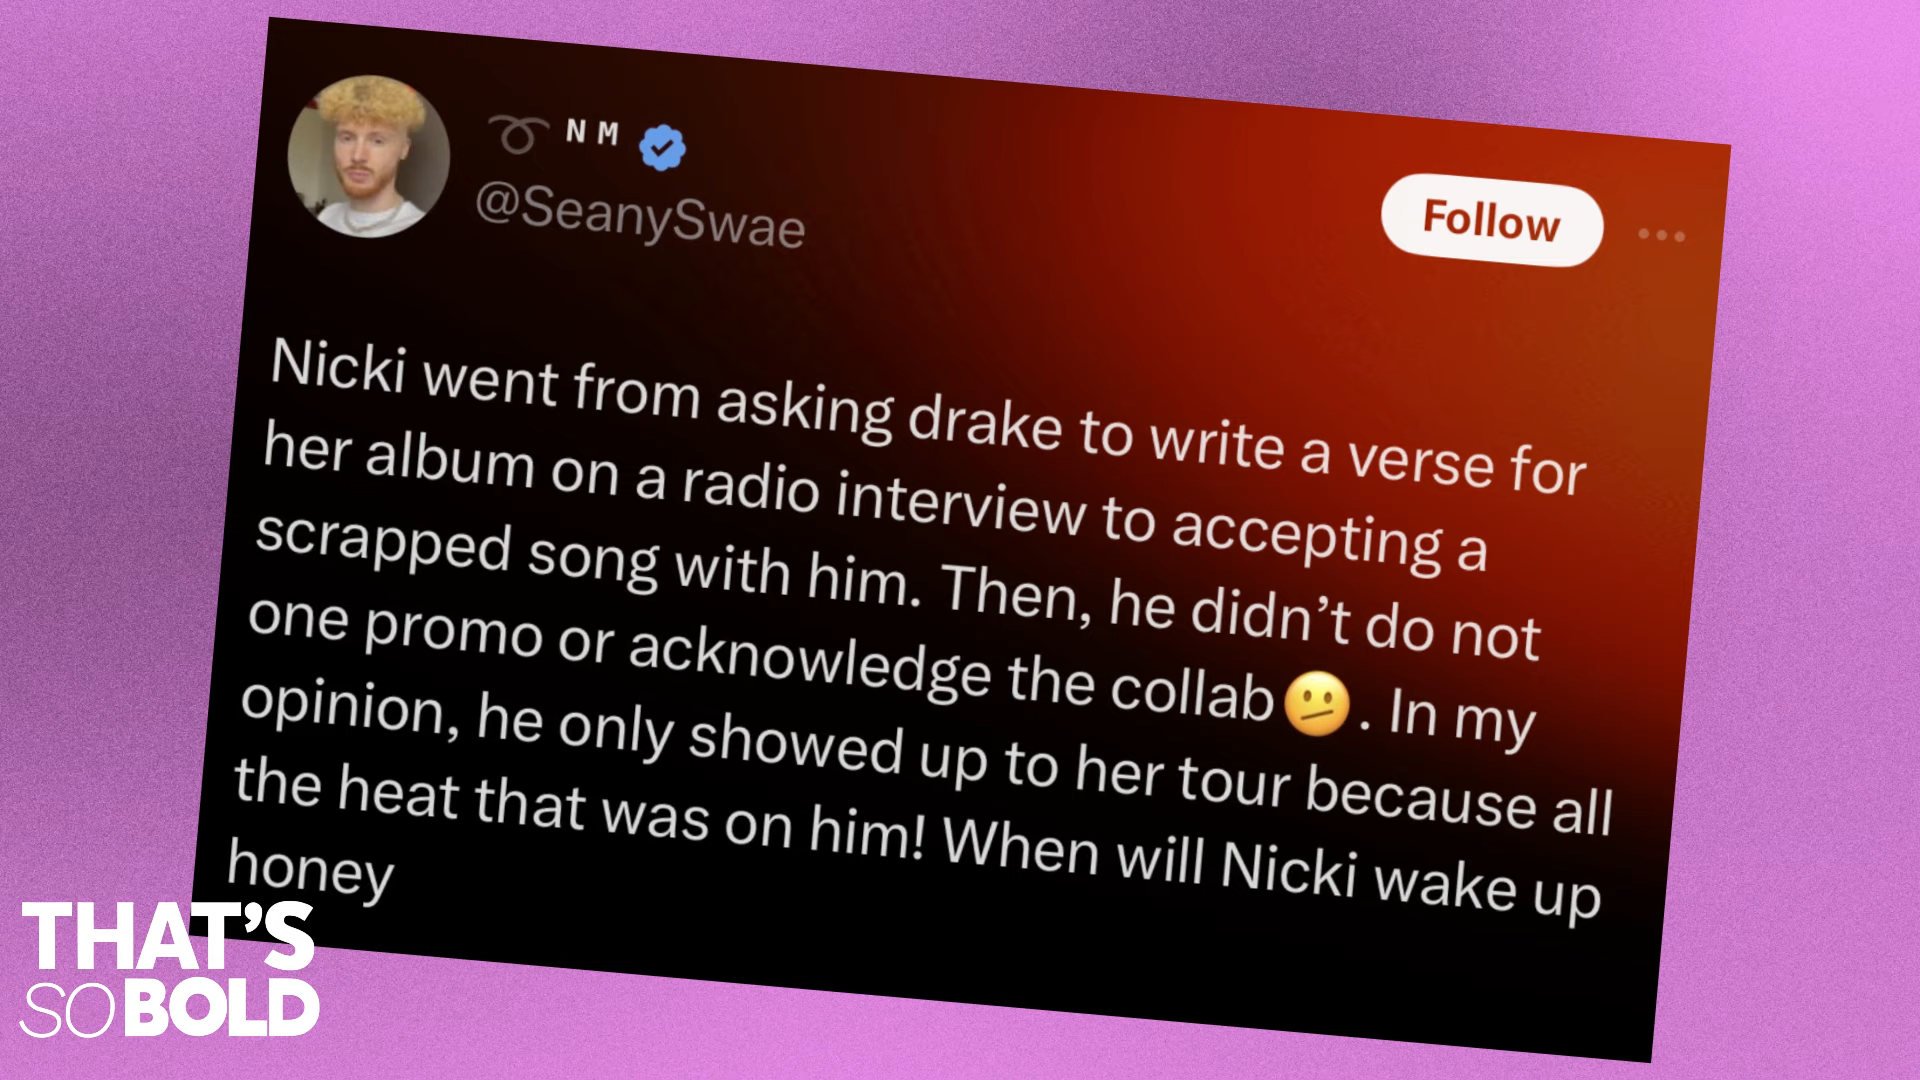 ➰ ᴺᴹ
@SeanySwae
Follow
Nicki went from asking drake to write a verse for
her album on a radio interview to accepting a
scrapped song with him. Then, he didn’t do not
one promo or acknowledge the collab🫤. In my
opinion, he only showed up to her tour because all
the heat that was on him! When will Nicki wake up
honey
THAT’S
SO BOLD